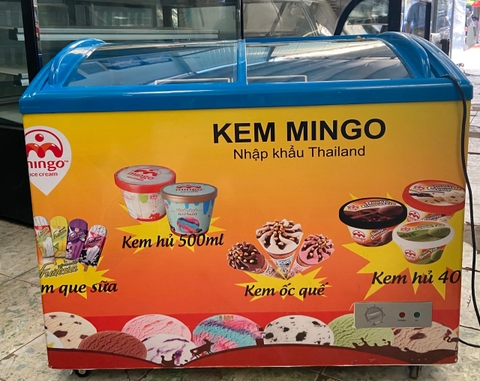 KEM MINGO
Nhập khẩu Thailand
mingo
ice cream
Kem hủ 500ml
m que sữa
Kem ốc quế
Kem hủ 40